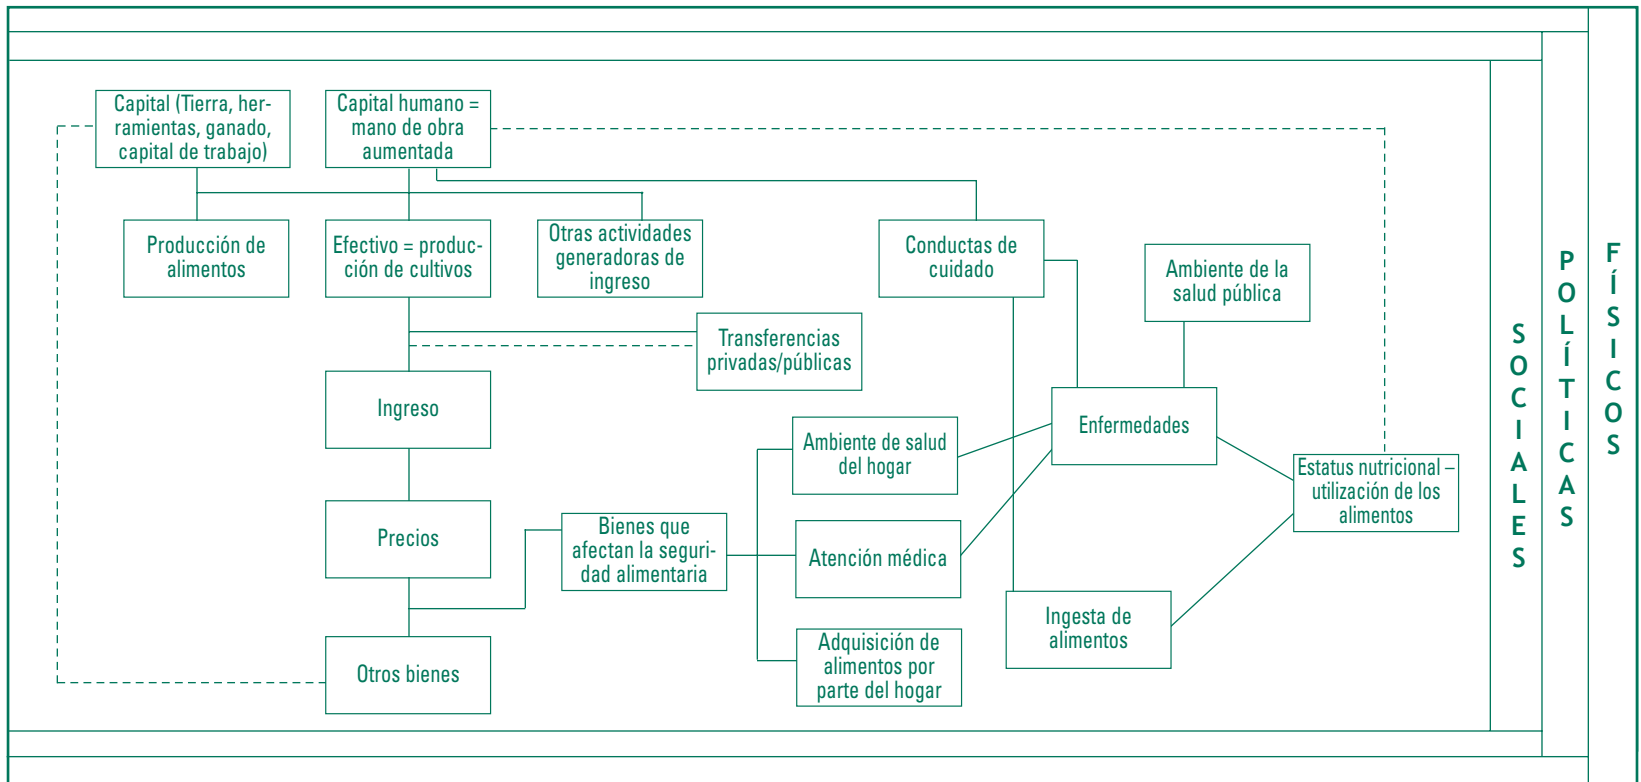 Capital (Tierra, her-
ramientas, ganado,
capital de trabajo)
Capital humano =
mano de obra
aumentada
Producción de
alimentos
Efectivo = produc-
ción de cultivos
Otras actividades
generadoras de
ingreso
Conductas de
cuidado
Ambiente de la
salud pública
Transferencias
privadas/públicas
Ingreso
Ambiente de salud
del hogar
Enfermedades
Estatus nutricional –
utilización de los
alimentos
Precios
Bienes que
afectan la seguri-
dad alimentaria
Atención médica
Ingesta de
alimentos
Otros bienes
Adquisición de
alimentos por
parte del hogar
SOCIALES
POLÍTICAS
FÍSICOS